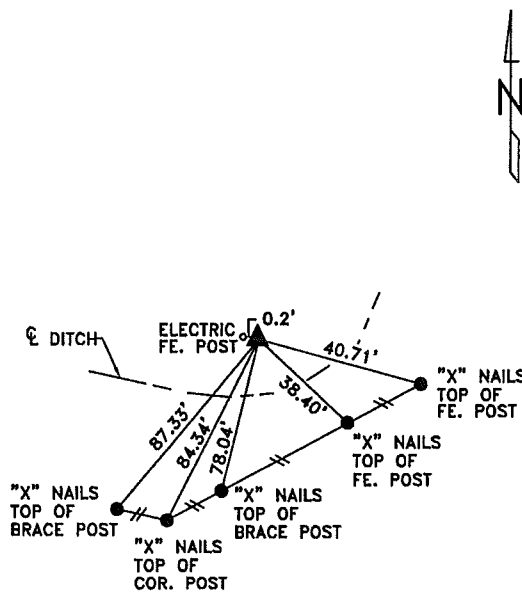 N
℄ DITCH
ELECTRIC
FE. POST
0.2'
40.71'
38.40'
87.33'
84.34'
78.04'
"X" NAILS
TOP OF
FE. POST
"X" NAILS
TOP OF
FE. POST
"X" NAILS
TOP OF
BRACE POST
"X" NAILS
TOP OF
BRACE POST
"X" NAILS
TOP OF
COR. POST